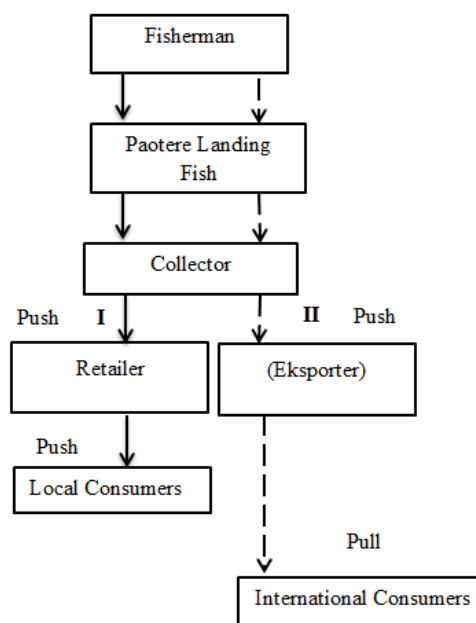 Fisherman
Paotere Landing
Fish
Collector
Push I II Push
Retailer (Eksporter)
Push
Local Consumers
Pull
International Consumers